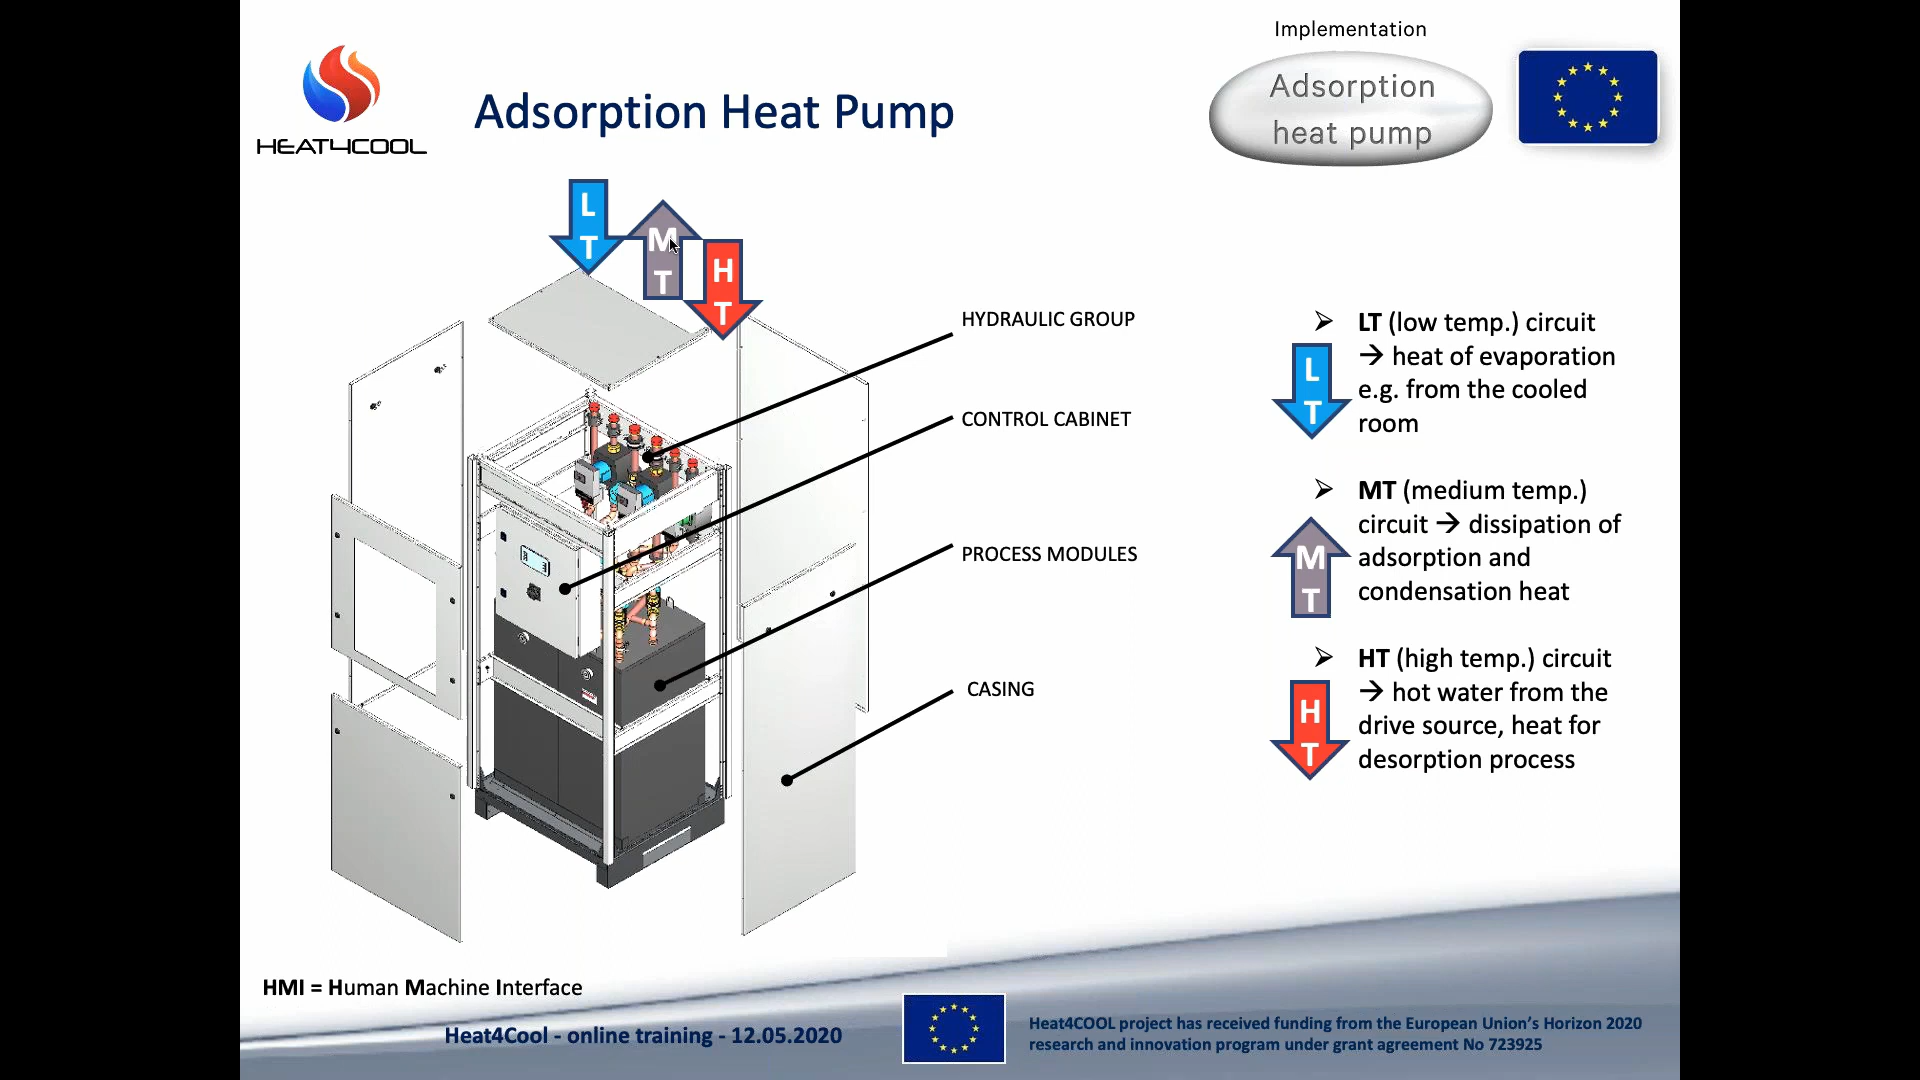 Implementation
Adsorption
heat pump
HEAT4COOL
Adsorption Heat Pump
L
T
M
T
H
T
HYDRAULIC GROUP
CONTROL CABINET
PROCESS MODULES
CASING
➢ LT (low temp.) circuit
→ heat of evaporation
e.g. from the cooled
room
L
T
➢ MT (medium temp.)
circuit → dissipation of
adsorption and
condensation heat
M
T
➢ HT (high temp.) circuit
→ hot water from the
drive source, heat for
desorption process
H
T
HMI = Human Machine Interface
Heat4Cool - online training - 12.05.2020
Heat4COOL project has received funding from the European Union’s Horizon 2020
research and innovation program under grant agreement No 723925